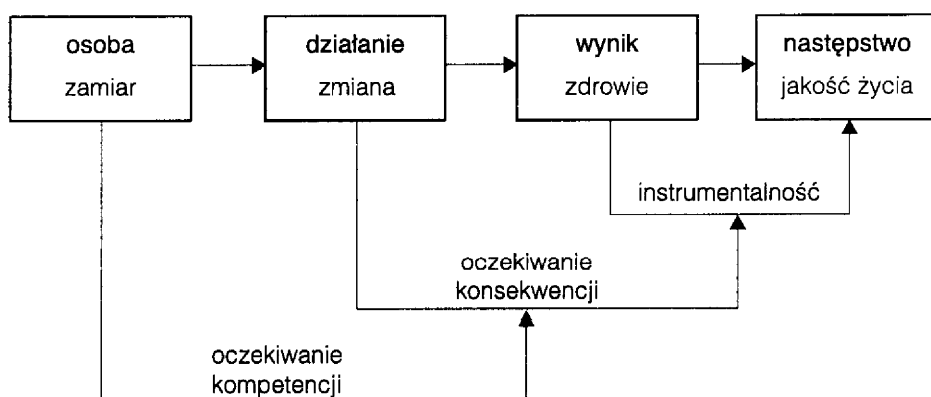 osoba
zamiar
działanie
zmiana
wynik
zdrowie
następstwo
jakość życia
instrumentalność
oczekiwanie
konsekwencji
oczekiwanie
kompetencji